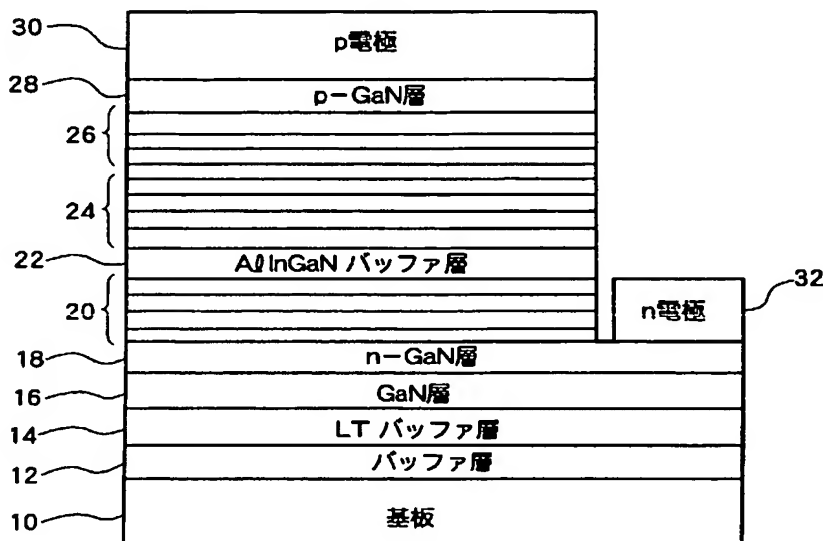 30
p電極
28
p−GaN層
26
24
22
AlInGaN バッファ層
20
32
n電極
18
n−GaN層
16
GaN層
14
LT バッファ層
12
バッファ層
10
基板